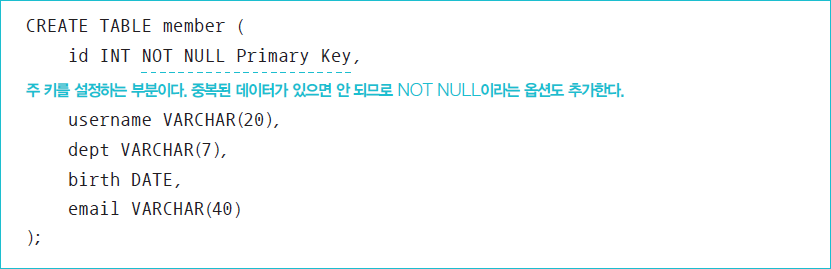 CREATE TABLE member (
id INT NOT NULL Primary Key,
주 키를 설정하는 부분이다. 중복된 데이터가 있으면 안 되므로 NOT NULL이라는 옵션도 추가한다.
username VARCHAR(20),
dept VARCHAR(7),
birth DATE,
email VARCHAR(40)
);